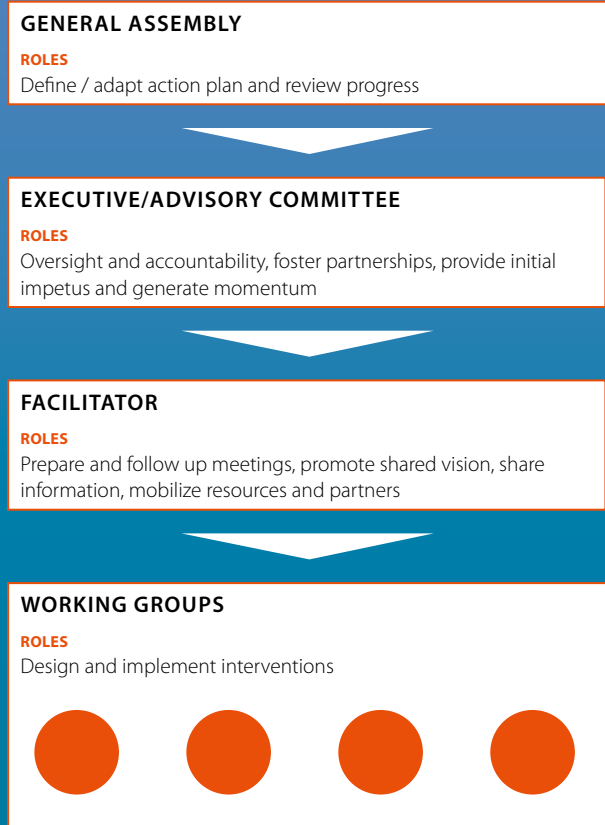 GENERAL ASSEMBLY
ROLES
Define / adapt action plan and review progress
EXECUTIVE/ADVISORY COMMITTEE
ROLES
Oversight and accountability, foster partnerships, provide initial
impetus and generate momentum
FACILITATOR
ROLES
Prepare and follow up meetings, promote shared vision, share
information, mobilize resources and partners
WORKING GROUPS
ROLES
Design and implement interventions